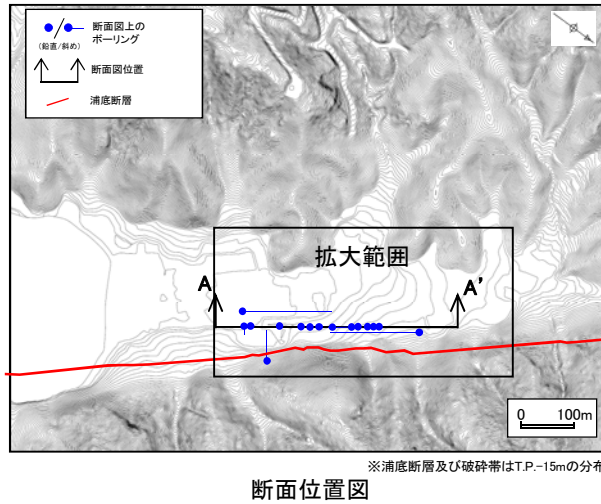 断面図上の
ボーリング
(鉛直/斜め)
断面図位置
浦底断層
拡大範囲
A
A'
0 100m
※浦底断層及び破砕帯はT.P.-15mの分布
断面位置図